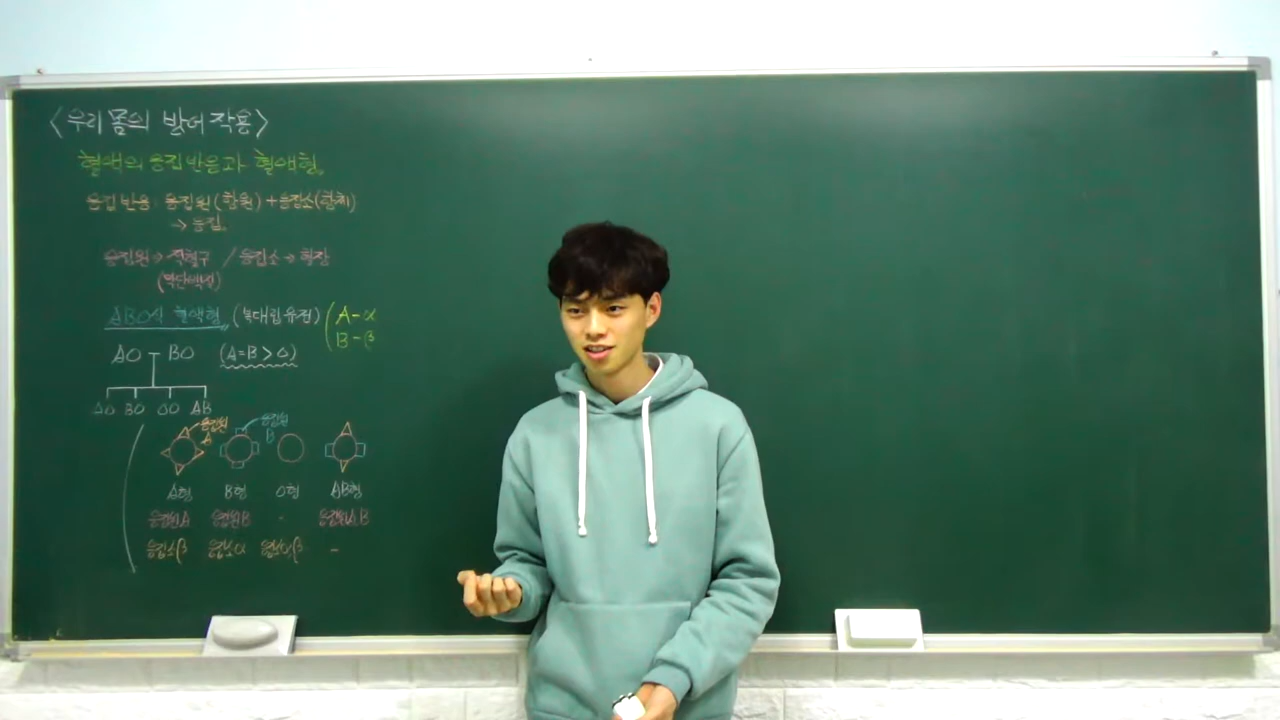 <우리 몸의 방어 작용>
혈액의 응집 반응과 혈액형.
응집 반응: 응집원(항원)+응집소(항체)
→ 응집.
응집원→적혈구 / 응집소→혈장
(막단백질)
ABO식 혈액형. (복대립유전) (A-α
B-β
AO BO (A=B>O)
AO BO OO AB
응집원 A 응집원 B
A형 B형 O형 AB형
응집원A 응집원B - 응집원A,B
응집소β 응집소α 응집소α,β -